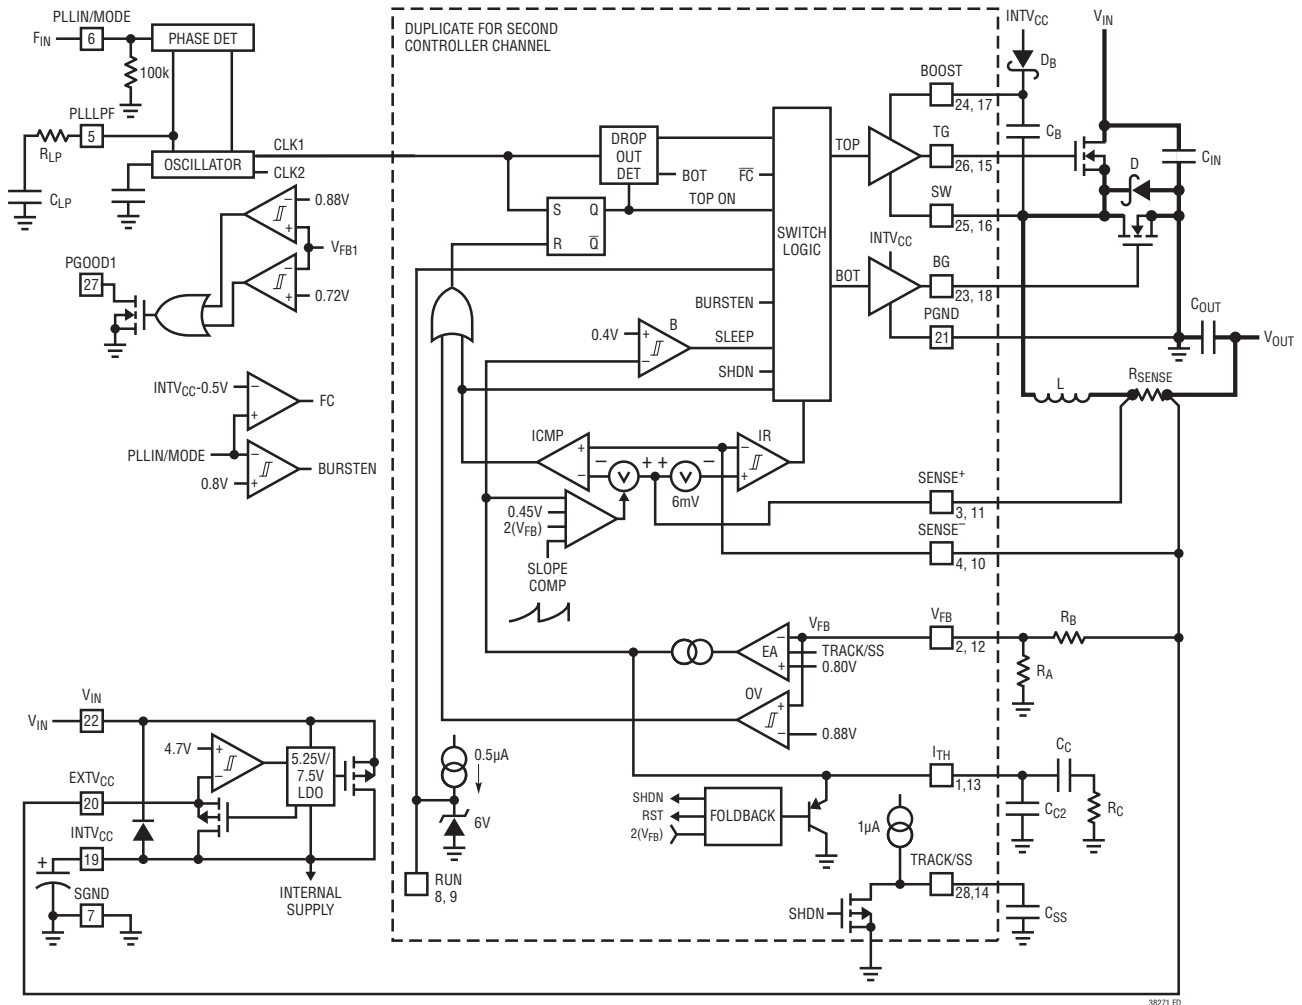 PLLIN/MODE
FIN
6
PHASE DET
100k
PLLLPF
5
RLP
CLP
OSCILLATOR
CLK1
CLK2
0.88V
−
+
VFB1
−
+
0.72V
PGOOD1
27
INTVCC-0.5V
−
+
FC
PLLIN/MODE
−
+
0.8V
BURSTEN
VIN
VIN
22
4.7V
+
−
5.25V/
7.5V
LDO
EXTVCC
20
INTVCC
19
+
SGND
7
INTERNAL
SUPPLY
DUPLICATE FOR SECOND
CONTROLLER CHANNEL
DROP
OUT
DET
BOT
FC
S
Q
R
Q
TOP ON
SWITCH
LOGIC
TOP
BOT
INTVCC
BURSTEN
0.4V
+
−
B
SLEEP
SHDN
ICMP
+
−
−
+
+
−
6mV
IR
−
+
0.45V
2(VFB)
SLOPE
COMP
VFB
−
EA
TRACK/SS
+
0.80V
OV
+
−
0.88V
0.5µA
6V
RUN
8, 9
SHDN
RST
2(VFB)
FOLDBACK
1µA
SHDN
BOOST
24, 17
TG
26, 15
SW
25, 16
BG
23, 18
PGND
21
SENSE+
3, 11
SENSE−
4, 10
VFB
2, 12
ITH
1,13
TRACK/SS
28,14
INTVCC
DB
CB
VIN
CIN
D
COUT
VOUT
L
RSENSE
RB
RA
CC
CC2
RC
CSS
38271 FD